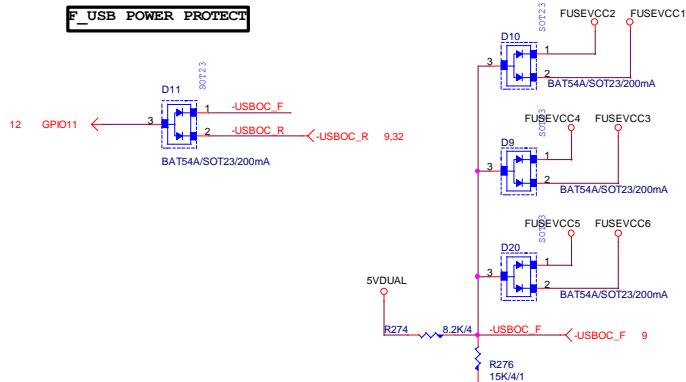 F_USB POWER PROTECT
SOT23
FUSEVCC2
FUSEVCC1
D10
1
3
2
BAT54A/SOT23/200mA
D11
SOT23
1
-USBOC_F
12
GPIO11
3
2
-USBOC_R
-USBOC_R
9,32
BAT54A/SOT23/200mA
SOT23
FUSEVCC4
FUSEVCC3
D9
1
3
2
BAT54A/SOT23/200mA
SOT23
FUSEVCC5
FUSEVCC6
D20
1
3
2
BAT54A/SOT23/200mA
5VDUAL
R274
8.2K/4
-USBOC_F
-USBOC_F
9
R276
15K/4/1